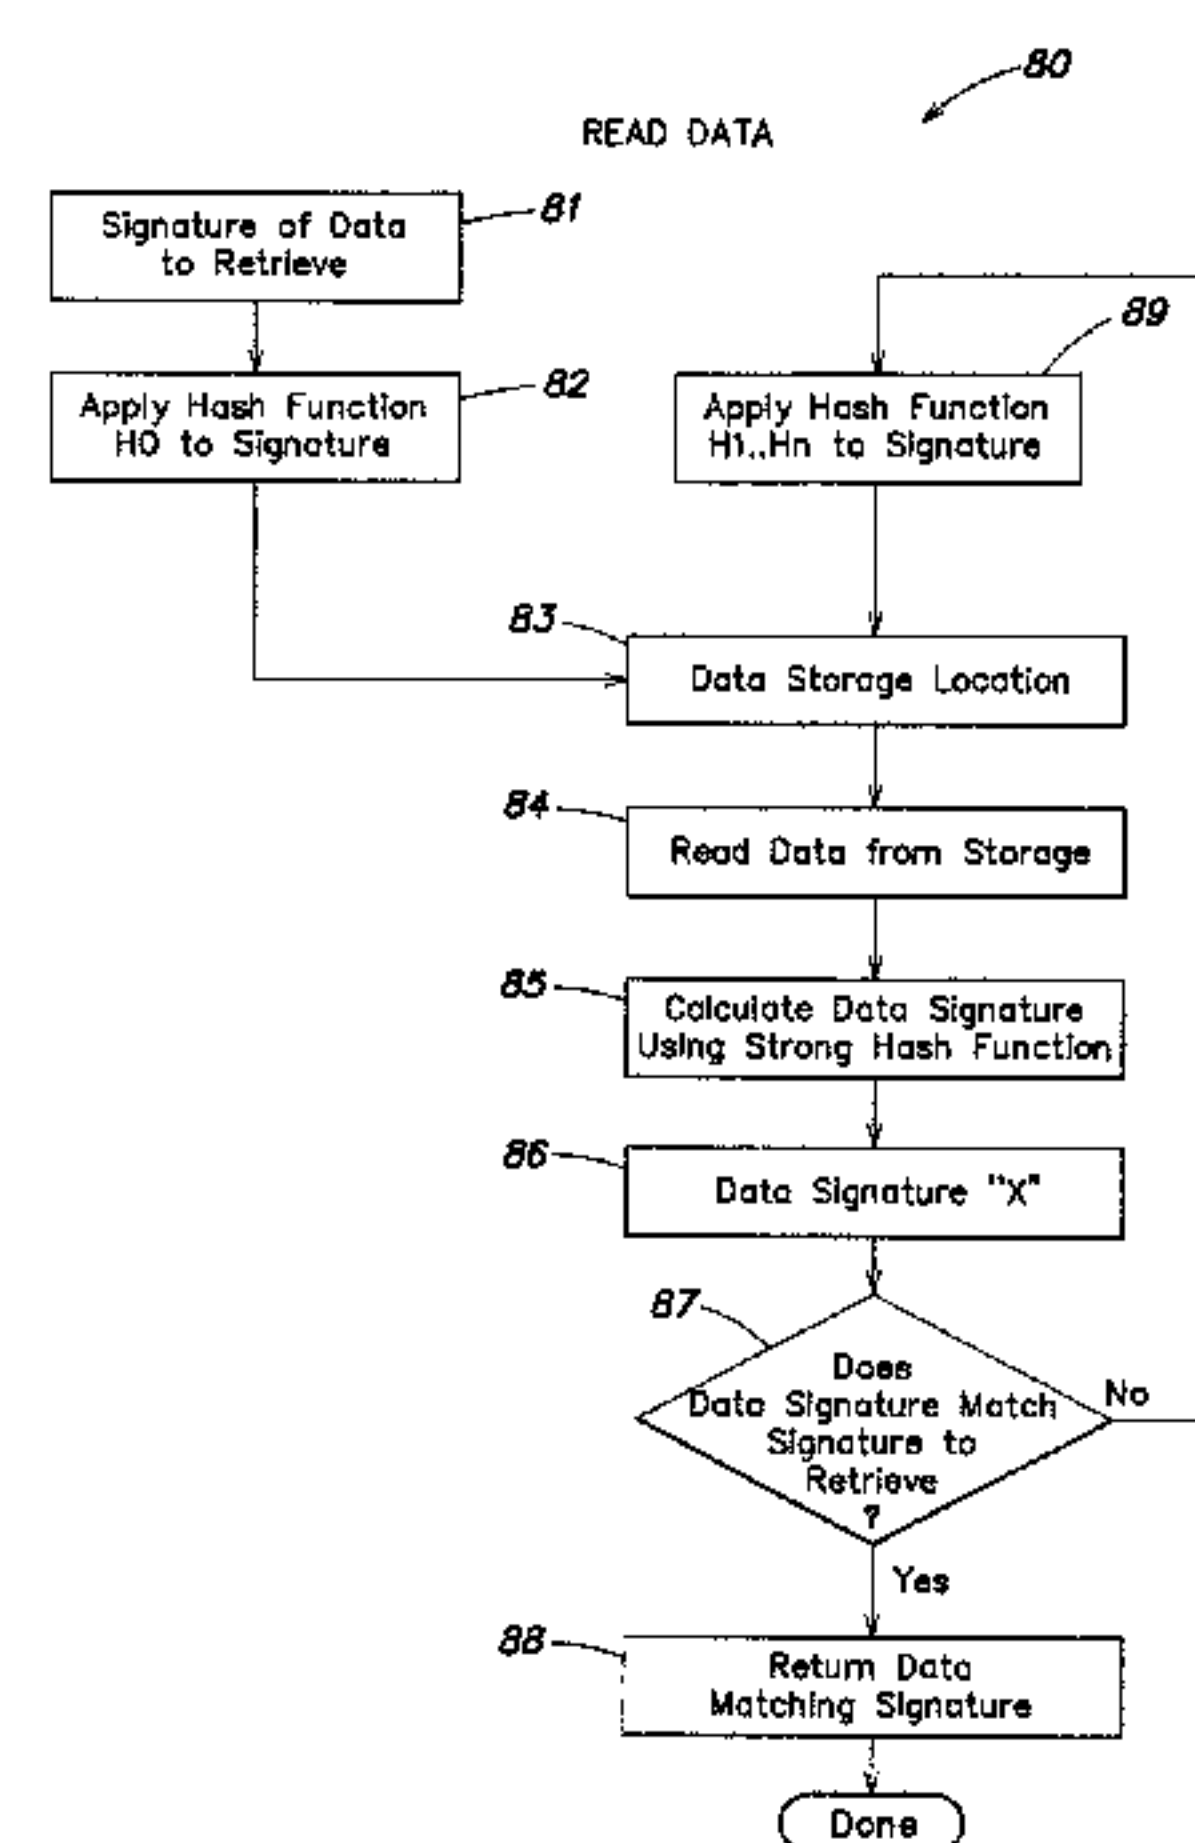 80
READ DATA
Signature of Data
to Retrieve
81
Apply Hash Function
H0 to Signature
82
89
Apply Hash Function
H1..Hn to Signature
83
Data Storage Location
84
Read Data from Storage
85
Calculate Data Signature
Using Strong Hash Function
86
Data Signature "X"
87
Does
Data Signature Match
Signature to
Retrieve
?
No
Yes
88
Return Data
Matching Signature
Done